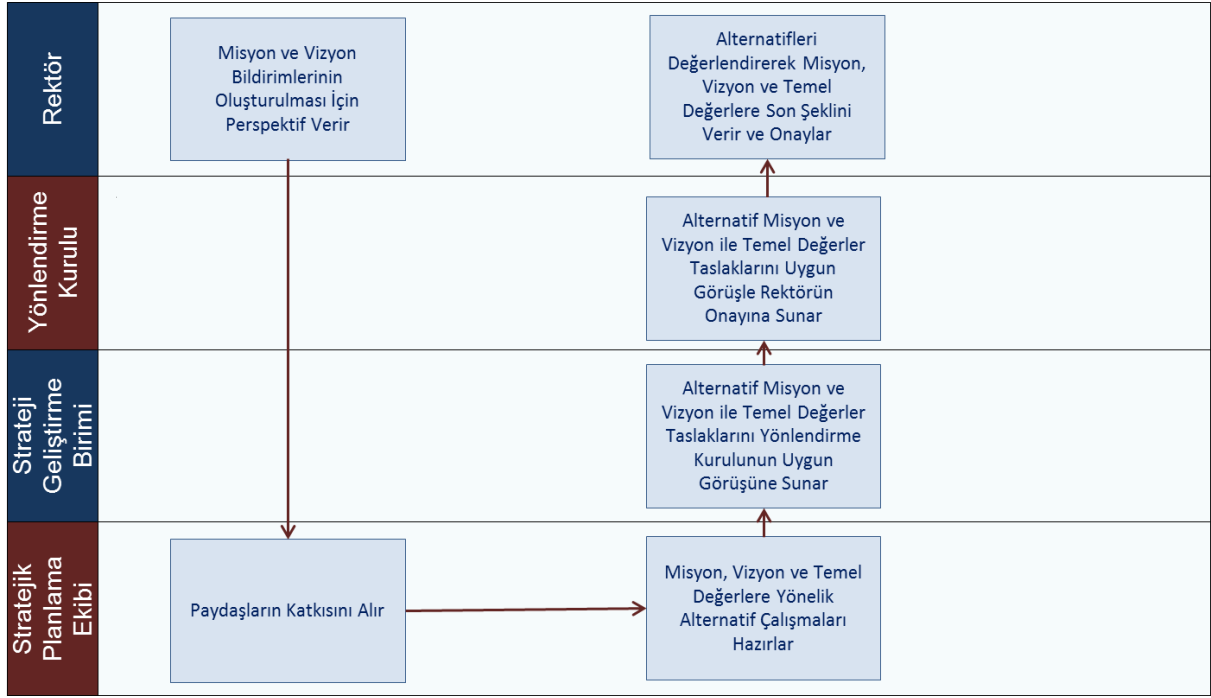 Rektör
Misyon ve Vizyon
Bildirimlerinin
Oluşturulması İçin
Perspektif Verir
Alternatifleri
Değerlendirerek Misyon,
Vizyon ve Temel
Değerlere Son Şeklini
Verir ve Onaylar
Yönlendirme
Kurulu
Alternatif Misyon ve
Vizyon ile Temel Değerler
Taslaklarını Uygun
Görüşle Rektörün
Onayına Sunar
Strateji
Geliştirme
Birimi
Alternatif Misyon ve
Vizyon ile Temel Değerler
Taslaklarını Yönlendirme
Kurulunun Uygun
Görüşüne Sunar
Stratejik
Planlama
Ekibi
Paydaşların Katkısını Alır
Misyon, Vizyon ve Temel
Değerlere Yönelik
Alternatif Çalışmaları
Hazırlar